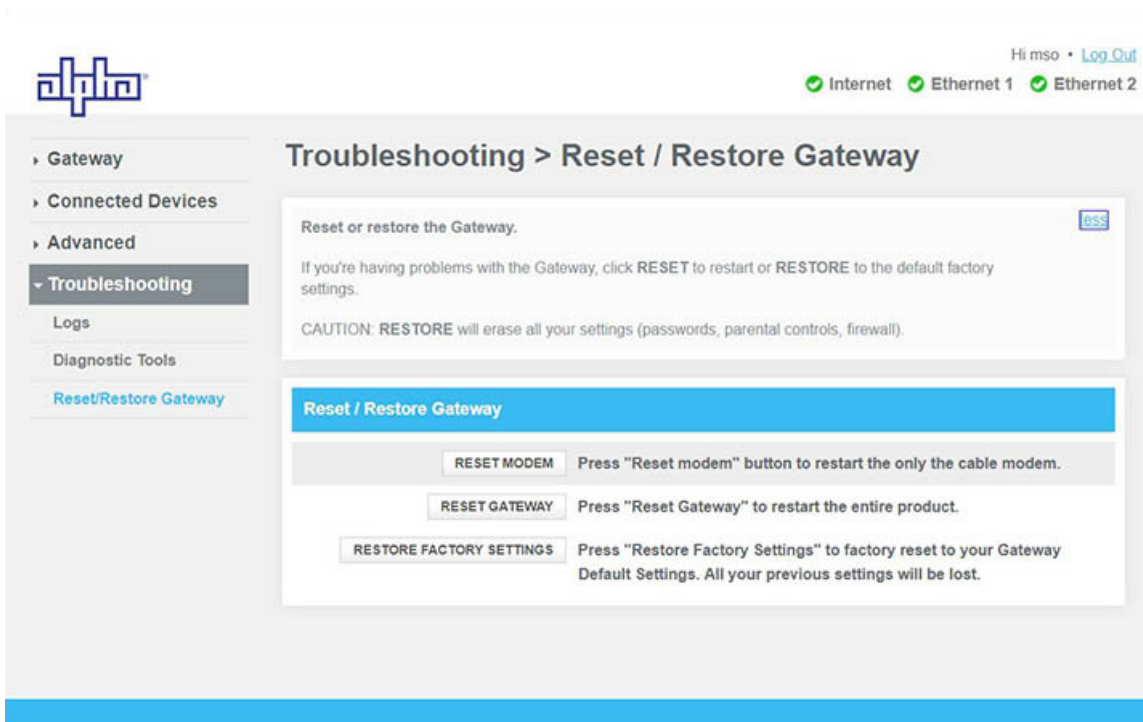 alpha
Hi mso • Log Out
Internet Ethernet 1 Ethernet 2
Gateway
Connected Devices
Advanced
Troubleshooting
Logs
Diagnostic Tools
Reset/Restore Gateway
Troubleshooting > Reset / Restore Gateway
ess
Reset or restore the Gateway.
If you're having problems with the Gateway, click RESET to restart or RESTORE to the default factory
settings.
CAUTION: RESTORE will erase all your settings (passwords, parental controls, firewall).
Reset / Restore Gateway
RESET MODEM Press "Reset modem" button to restart the only the cable modem.
RESET GATEWAY Press "Reset Gateway" to restart the entire product.
RESTORE FACTORY SETTINGS Press "Restore Factory Settings" to factory reset to your Gateway
Default Settings. All your previous settings will be lost.